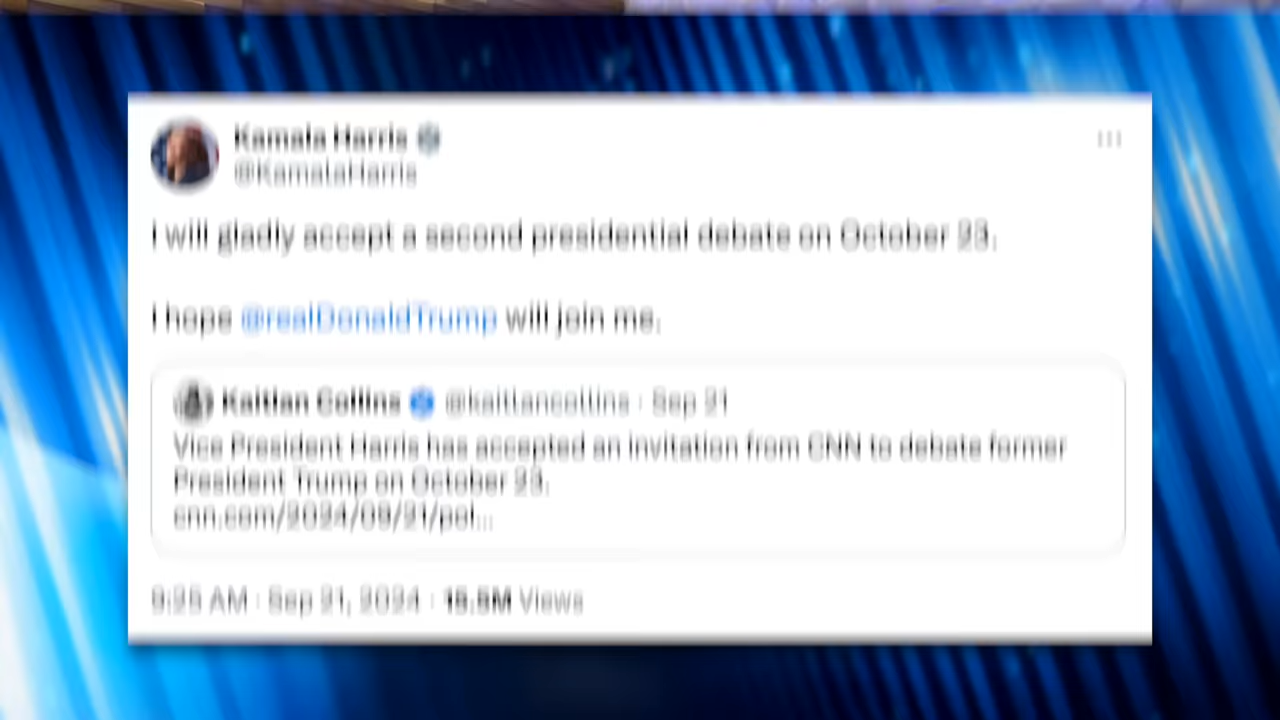 Kamala Harris
@KamalaHarris
I will gladly accept a second presidential debate on October 23.
I hope @realDonaldTrump will join me.
Kaitlan Collins @kaitlancollins · Sep 21
Vice President Harris has accepted an invitation from CNN to debate former
President Trump on October 23.
cnn.com/2024/09/21/pol...
9:25 AM · Sep 21, 2024 · 15.5M Views